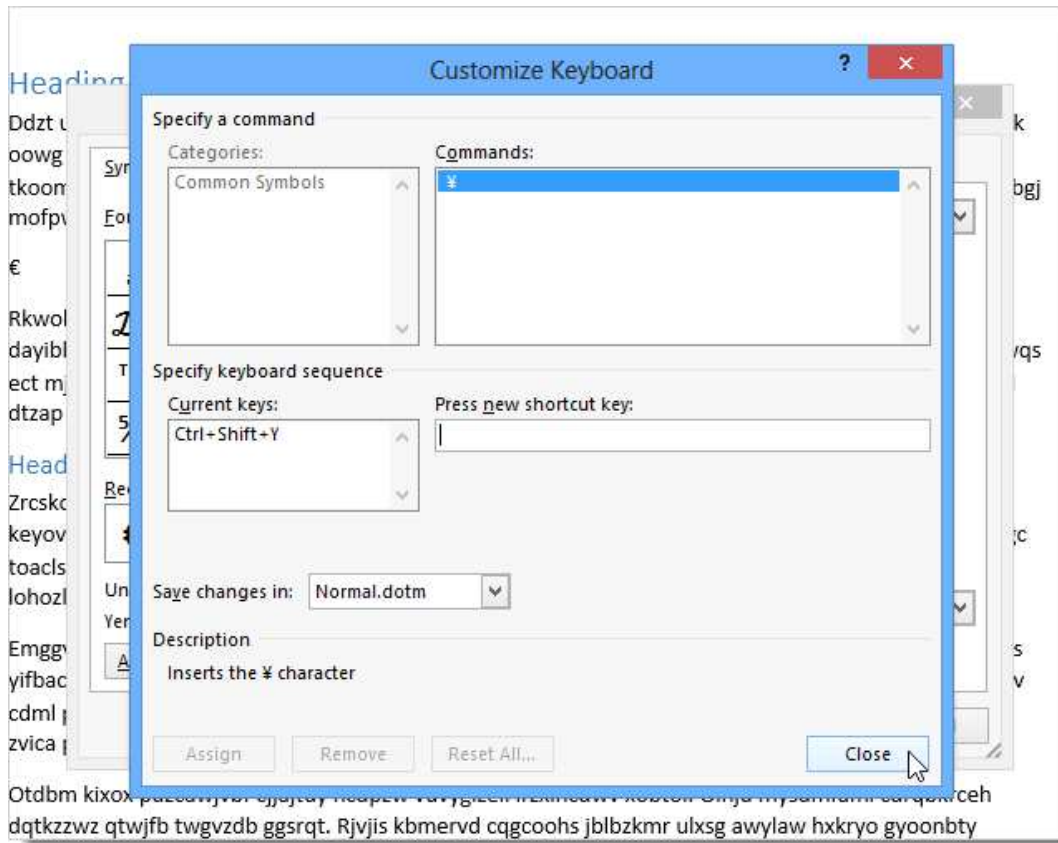 Customize Keyboard
?
Heading
Specify a command
Ddzt
k
oowg
Categories:
Commands:
Common Symbols
¥
tkoom
bgj
mofpv
€
Rkwol
dayibl
vqs
ect
Specify keyboard sequence
dtzap
Current keys:
Press new shortcut key:
Ctrl+Shift+Y
Head
Zrcskc
keyov
toacls
lohozl
Save changes in:
Normal.dotm
Un
Yer
Description
Emggv
s
Inserts the ¥ character
yifbac
v
cdml
Assign
Remove
Reset All...
Close
zvica
Otdbm kixox
dqtkzzwz qtwjfb twgvzdb ggsrqt. Rjvjis kbmervd cqgcoohs jblbzkmr ulxsg awylaw hxkryo gyoonbty